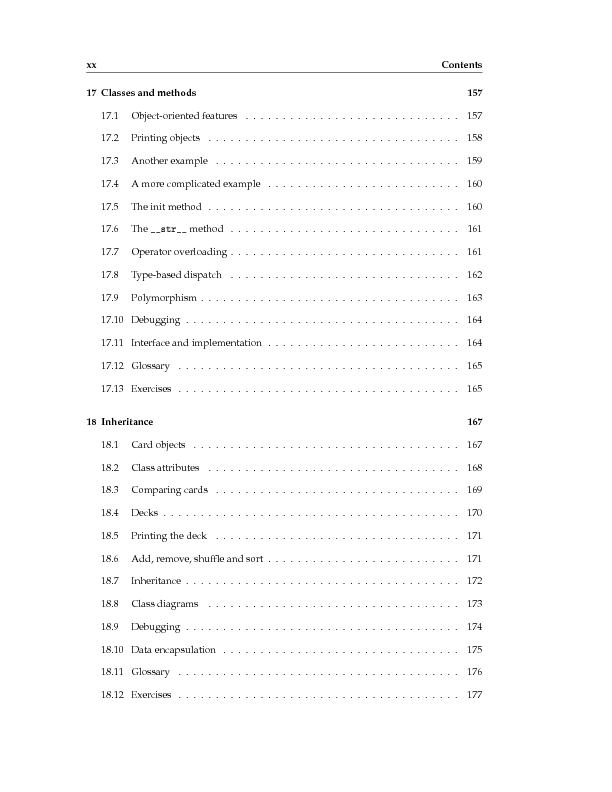 xx Contents
17 Classes and methods 157
17.1 Object-oriented features . . . . . . . . . . . . . . . . . . . . . . . . . . 157
17.2 Printing objects . . . . . . . . . . . . . . . . . . . . . . . . . . . . . . 158
17.3 Another example . . . . . . . . . . . . . . . . . . . . . . . . . . . . . 159
17.4 A more complicated example . . . . . . . . . . . . . . . . . . . . . . . 160
17.5 The init method . . . . . . . . . . . . . . . . . . . . . . . . . . . . . . 160
17.6 The __str__ method . . . . . . . . . . . . . . . . . . . . . . . . . . . . 161
17.7 Operator overloading . . . . . . . . . . . . . . . . . . . . . . . . . . . 161
17.8 Type-based dispatch . . . . . . . . . . . . . . . . . . . . . . . . . . . . 162
17.9 Polymorphism . . . . . . . . . . . . . . . . . . . . . . . . . . . . . . . 163
17.10 Debugging . . . . . . . . . . . . . . . . . . . . . . . . . . . . . . . . . 164
17.11 Interface and implementation . . . . . . . . . . . . . . . . . . . . . . . 164
17.12 Glossary . . . . . . . . . . . . . . . . . . . . . . . . . . . . . . . . . . 165
17.13 Exercises . . . . . . . . . . . . . . . . . . . . . . . . . . . . . . . . . . 165
18 Inheritance 167
18.1 Card objects . . . . . . . . . . . . . . . . . . . . . . . . . . . . . . . . 167
18.2 Class attributes . . . . . . . . . . . . . . . . . . . . . . . . . . . . . . 168
18.3 Comparing cards . . . . . . . . . . . . . . . . . . . . . . . . . . . . . 169
18.4 Decks . . . . . . . . . . . . . . . . . . . . . . . . . . . . . . . . . . . 170
18.5 Printing the deck . . . . . . . . . . . . . . . . . . . . . . . . . . . . . 171
18.6 Add, remove, shuffle and sort . . . . . . . . . . . . . . . . . . . . . . . 171
18.7 Inheritance . . . . . . . . . . . . . . . . . . . . . . . . . . . . . . . . . 172
18.8 Class diagrams . . . . . . . . . . . . . . . . . . . . . . . . . . . . . . 173
18.9 Debugging . . . . . . . . . . . . . . . . . . . . . . . . . . . . . . . . . 174
18.10 Data encapsulation . . . . . . . . . . . . . . . . . . . . . . . . . . . . 175
18.11 Glossary . . . . . . . . . . . . . . . . . . . . . . . . . . . . . . . . . . 176
18.12 Exercises . . . . . . . . . . . . . . . . . . . . . . . . . . . . . . . . . . 177